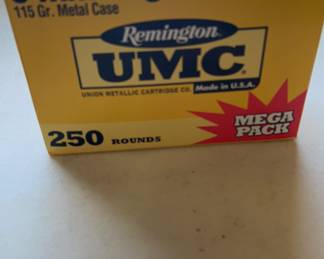 115 Gr. Metal Case
Remington®
UMC®
UNION METALLIC CARTRIDGE CO. Made in U.S.A.
MEGA
PACK
250 ROUNDS